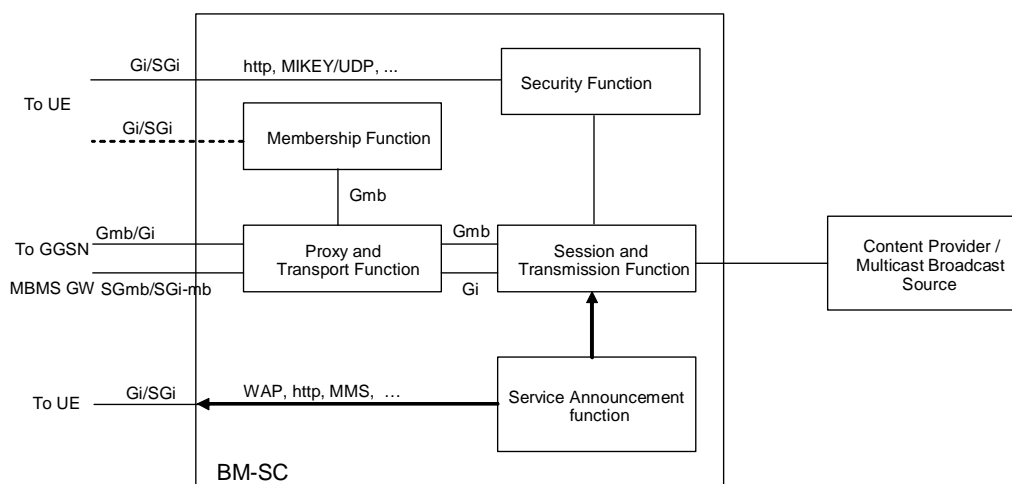 Gi/SGi
http, MIKEY/UDP, ...
Security Function
To UE
Gi/SGi
Membership Function
Gmb
Gmb/Gi
To GGSN
Proxy and
Transport Function
Gmb
Gi
Session and
Transmission Function
Content Provider /
Multicast Broadcast
Source
MBMS GW
SGmb/SGi-mb
Gi/SGi
WAP, http, MMS, ...
To UE
Service Announcement
function
BM-SC